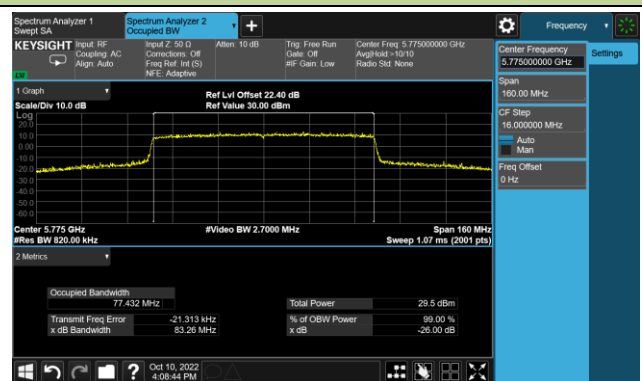 Spectrum Analyzer 1
Swept SA
Spectrum Analyzer 2
Occupied BW
Frequency
KEYSIGHT
Input: RF
Coupling: AC
Align: Auto
Input Z: 50 Ω
Corrections: Off
Freq Ref: Int (S)
NFE: Adaptive
Atten: 10 dB
Trig: Free Run
Gate: Off
#IF Gain: Low
Center Freq: 5.775000000 GHz
Avg|Hold:>10/10
Radio Std: None
Center Frequency
5.775000000 GHz
Settings
Span
160.00 MHz
CF Step
16.000000 MHz
Auto
Man
Freq Offset
0 Hz
1 Graph
Scale/Div 10.0 dB
Ref Lvl Offset 22.40 dB
Ref Value 30.00 dBm
Log
20.0
10.0
0.00
-10.0
-20.0
-30.0
-40.0
-50.0
-60.0
Center 5.775 GHz
#Video BW 2.7000 MHz
Span 160 MHz
#Res BW 820.00 kHz
Sweep 1.07 ms (2001 pts)
2 Metrics
Occupied Bandwidth
77.432 MHz
Total Power 29.5 dBm
Transmit Freq Error -21.313 kHz
% of OBW Power 99.00 %
x dB Bandwidth 83.26 MHz
x dB -26.00 dB
Oct 10, 2022
4:08:44 PM